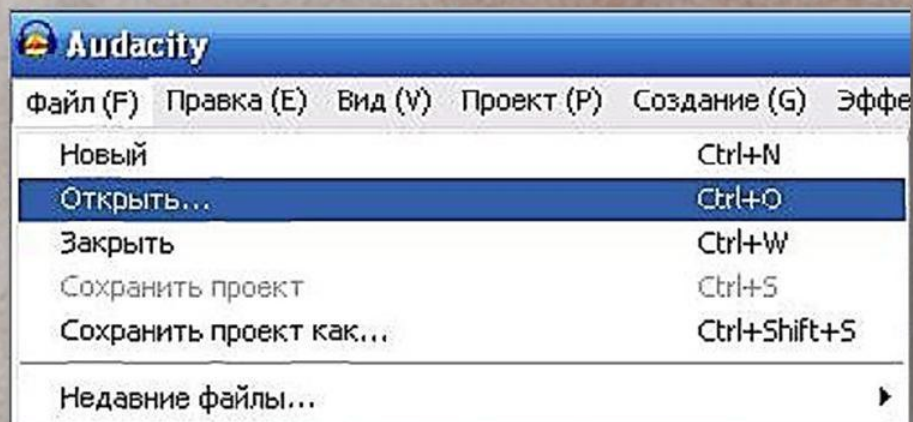 Audacity
Файл (F) Правка (E) Вид (V) Проект (P) Создание (G) Эффе
Новый Ctrl+N
Открыть... Ctrl+O
Закрыть Ctrl+W
Сохранить проект Ctrl+S
Сохранить проект как... Ctrl+Shift+S
Недавние файлы...